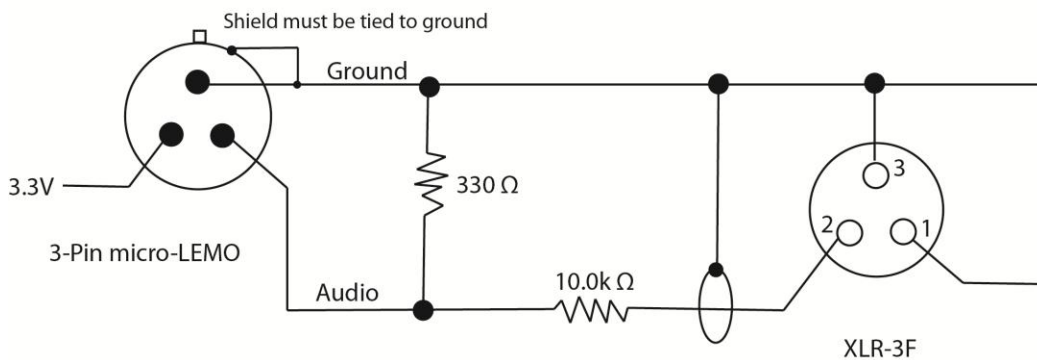 Shield must be tied to ground
Ground
3.3V
330 Ω
3
2
1
3-Pin micro-LEMO
Audio
10.0k Ω
XLR-3F